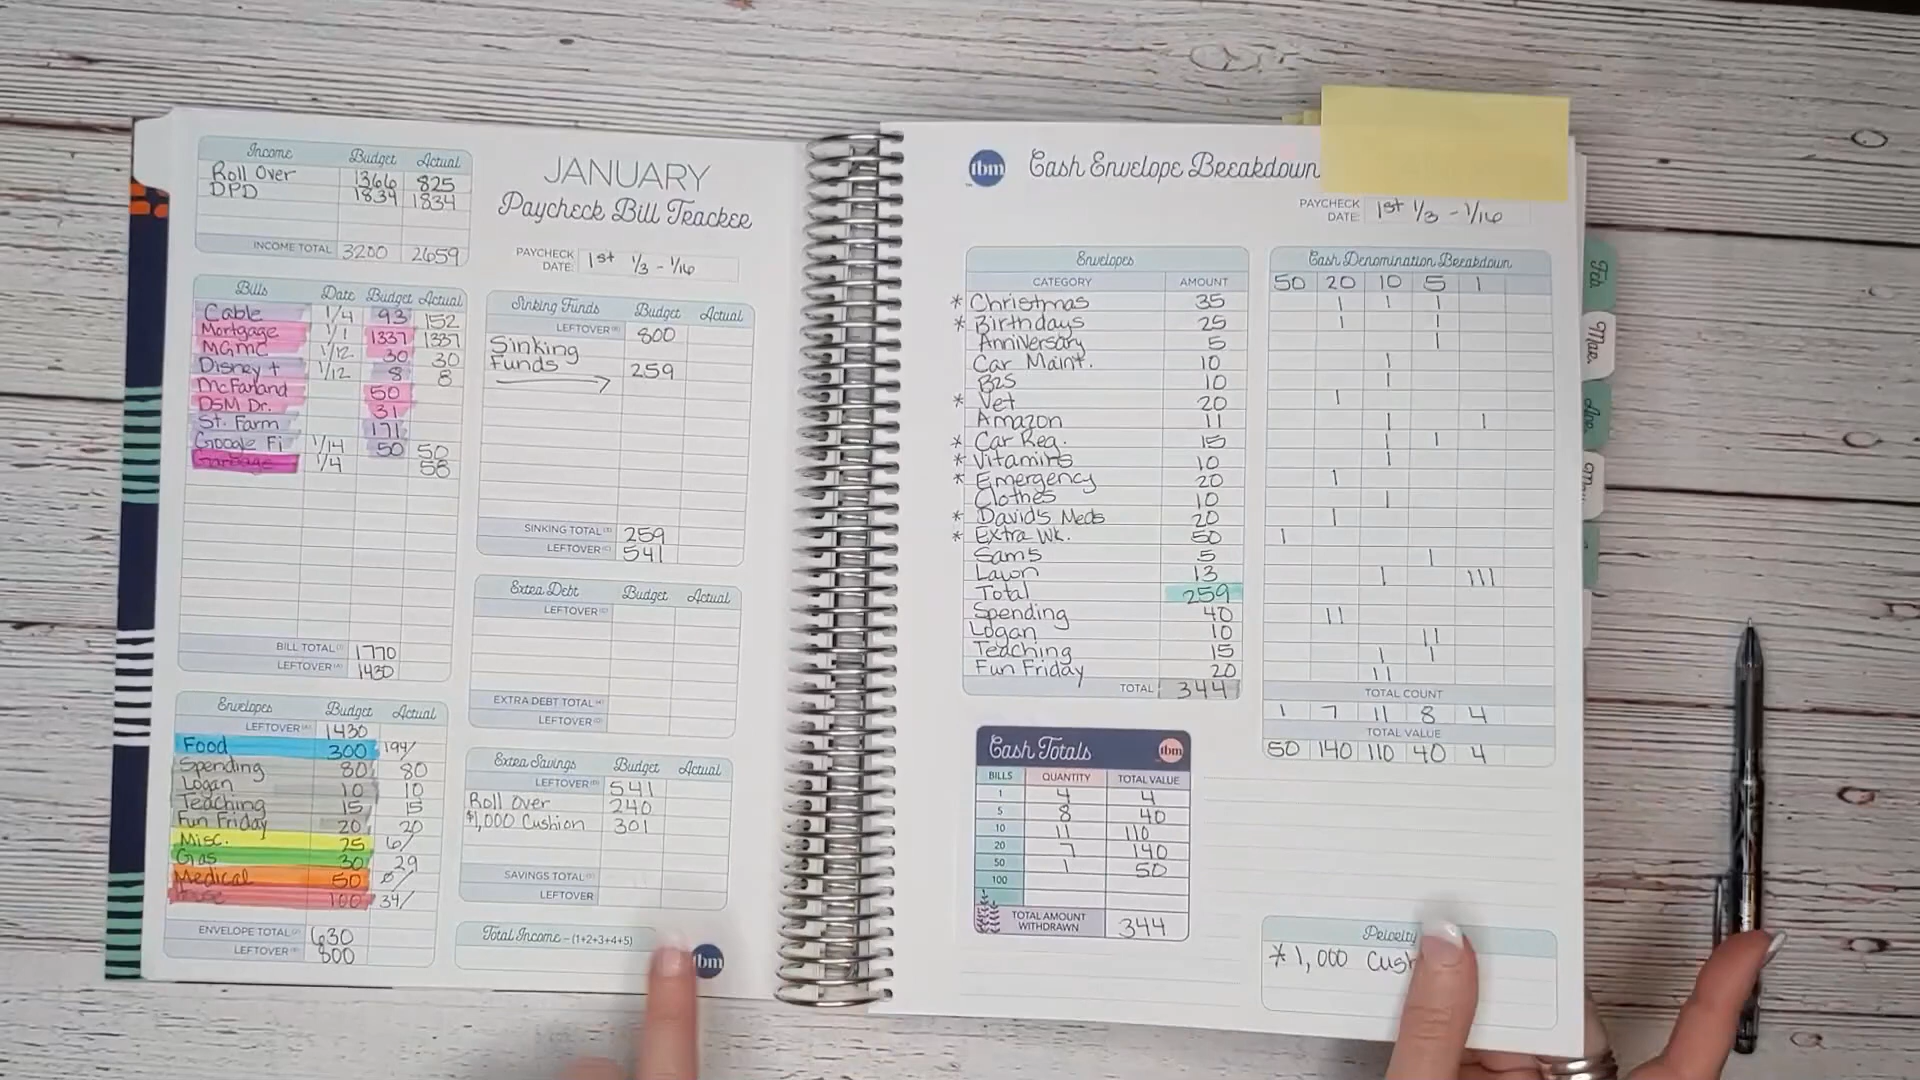 Income Budget Actual
Roll Over 1366 825
DPD 1834 1834
INCOME TOTAL 3200 2659
JANUARY
Paycheck Bill Tracker
PAYCHECK DATE: 1st 1/3 - 1/16
Bills Date Budget Actual
Cable 1/4 93 152
Mortgage 1/1 1337 1337
MGMC 1/12 30 30
Disney + 1/12 8 8
McFarland 50
DSM Dr. 31
St. Farm 171
Google Fi 1/14 50 50
Garbage 1/4 58
BILL TOTAL 1770
LEFTOVER 1430
Envelopes Budget Actual
LEFTOVER 1430
Food 300 194/
Spending 80 80
Logan 10 10
Teaching 15 15
Fun Friday 20 20
Misc. 25 6/
Gas 30 29
Medical 50
100 34/
ENVELOPE TOTAL 630
LEFTOVER 800
Sinking Funds Budget Actual
LEFTOVER 800
Sinking
Funds 259
SINKING TOTAL 259
LEFTOVER 541
Extra Debt Budget Actual
LEFTOVER
EXTRA DEBT TOTAL
LEFTOVER
Extra Savings Budget Actual
LEFTOVER 541
Roll Over 240
$1,000 Cushion 301
SAVINGS TOTAL
LEFTOVER
Total Income - (1+2+3+4+5)
bm
tbm
Cash Envelope Breakdown
PAYCHECK DATE: 1st 1/3 - 1/16
Envelopes
CATEGORY AMOUNT
* Christmas 35
* Birthdays 25
Anniversary 5
Car Maint. 10
B2S 10
* Vet 20
Amazon 11
* Car Reg. 15
* Vitamins 10
* Emergency 20
Clothes 10
* Davids Meds 20
* Extra Wk. 50
Sams 5
Lawn 13
Total 259
Spending 40
Logan 10
Teaching 15
Fun Friday 20
TOTAL 344
Cash Denomination Breakdown
50 20 10 5 1
TOTAL COUNT
1 7 11 8 4
TOTAL VALUE
50 140 110 40 4
Cash Totals
tbm
BILLS QUANTITY TOTAL VALUE
1 4 4
5 8 40
10 11 110
20 7 140
50 1 50
100
TOTAL AMOUNT WITHDRAWN 344
Priority
* 1,000 Cush
Feb.
Mar.
Apr.